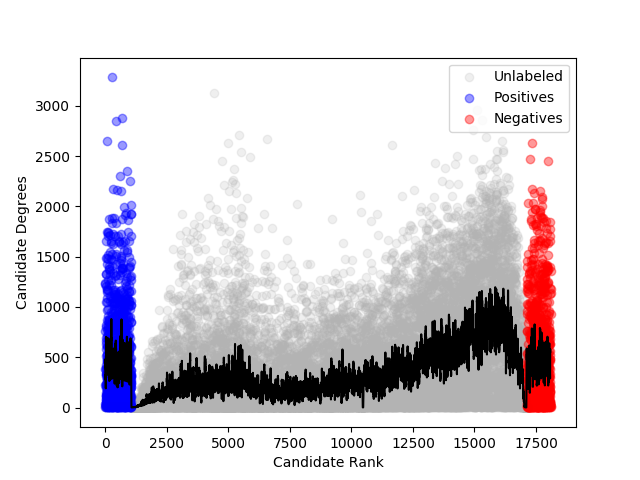 Unlabeled
Positives
Negatives
Candidate Degrees
3000
2500
2000
1500
1000
500
0
0 2500 5000 7500 10000 12500 15000 17500
Candidate Rank